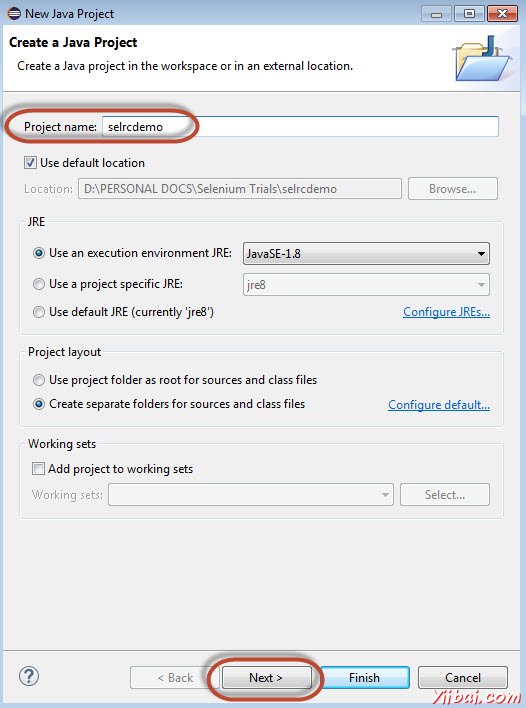 New Java Project
Create a Java Project
Create a Java project in the workspace or in an external location.
Project name: selrcdemo
Use default location
Location: D:\PERSONAL DOCS\Selenium Trials\selrcdemo Browse...
JRE
Use an execution environment JRE: JavaSE-1.8
Use a project specific JRE: jre8
Use default JRE (currently 'jre8') Configure JREs...
Project layout
Use project folder as root for sources and class files
Create separate folders for sources and class files Configure default...
Working sets
Add project to working sets
Working sets: Select...
? < Back Next > Finish Cancel
Yiibai.com